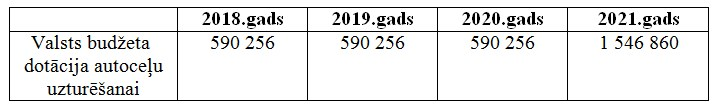 2018.gads 2019.gads 2020.gads 2021.gads
Valsts budžeta 590 256 590 256 590 256 1 546 860
dotācija autoceļu
uzturēšanai